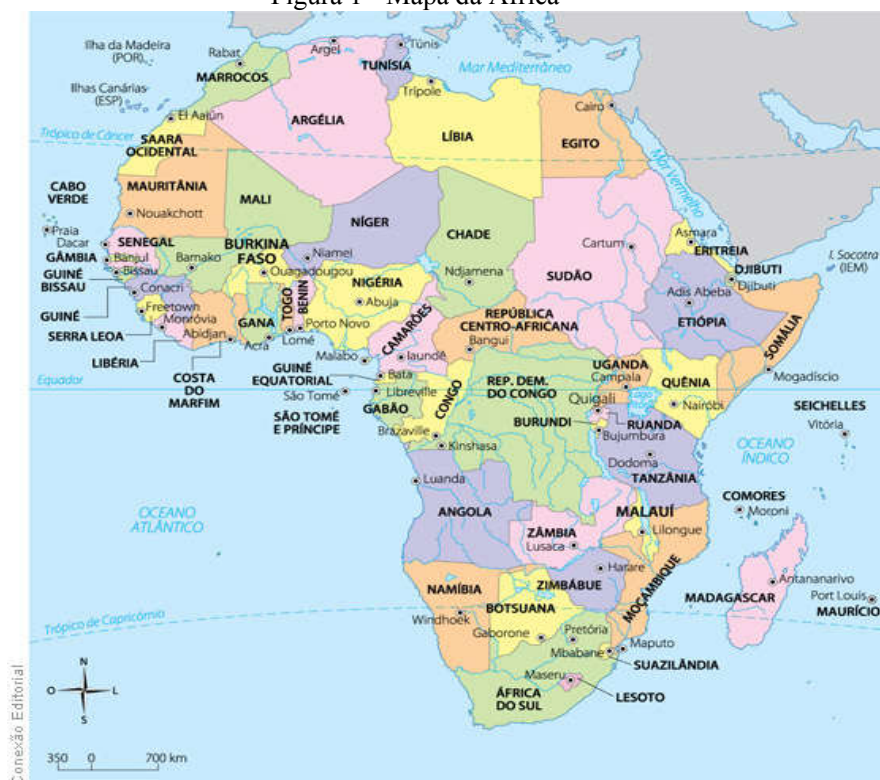 Figura 1 - Mapa da África
Ilha da Madeira
(POR)
Ilhas Canárias
(ESP)
Rabat
MARROCOS
Argel
Túnis
TUNÍSIA
Mar Mediterrâneo
Trípole
El Aaiún
ARGÉLIA
LÍBIA
Cairo
EGITO
Trópico de Câncer
SAARA
OCIDENTAL
Mar Vermelho
CABO
VERDE
MAURITÂNIA
Nouakchott
MALI
NÍGER
CHADE
SUDÃO
Cartum
Asmara
ERITREIA
I. Socotra
(IEM)
Praia
Dacar
SENEGAL
GÂMBIA
Banjul
Bamako
BURKINA
FASO
Niamei
Ouagadougou
Ndjamena
DJIBUTI
Djibuti
GUINÉ
BISSAU
Bissau
Conacri
NIGÉRIA
Abuja
Adis Abeba
ETIÓPIA
SOMÁLIA
GUINÉ
Freetown
SERRA LEOA
Monróvia
Abidjan
GANA
TOGO
BENIN
Porto Novo
CAMARÕES
REPÚBLICA
CENTRO-AFRICANA
Bangui
LIBÉRIA
Acra
Lomé
Malabo
Iaundê
COSTA
DO
MARFIM
GUINÉ
EQUATORIAL
Bata
UGANDA
Campala
QUÊNIA
Mogadíscio
Equador
São Tomé
Libreville
GABÃO
CONGO
REP. DEM.
DO CONGO
Quigali
Lago
Nairóbi
SEICHELLES
Vitória
SÃO TOMÉ
E PRÍNCIPE
Brazaville
Kinshasa
BURUNDI
RUANDA
Bujumbura
Dodoma
TANZÂNIA
OCEANO
ÍNDICO
Luanda
OCEANO
ATLÂNTICO
ANGOLA
MALAUÍ
Lilongue
COMORES
Moroni
ZÂMBIA
Lusaca
Harare
ZIMBÁBUE
MOÇAMBIQUE
Antananarivo
MADAGASCAR
Port Louis
MAURÍCIO
NAMÍBIA
Windhoek
BOTSUANA
Gaborone
Trópico de Capricórnio
Pretória
Mbabane
Maputo
SUAZILÂNDIA
Maseru
LESOTO
ÁFRICA
DO SUL
N
O
L
S
350 0 700 km
Conexão Editorial